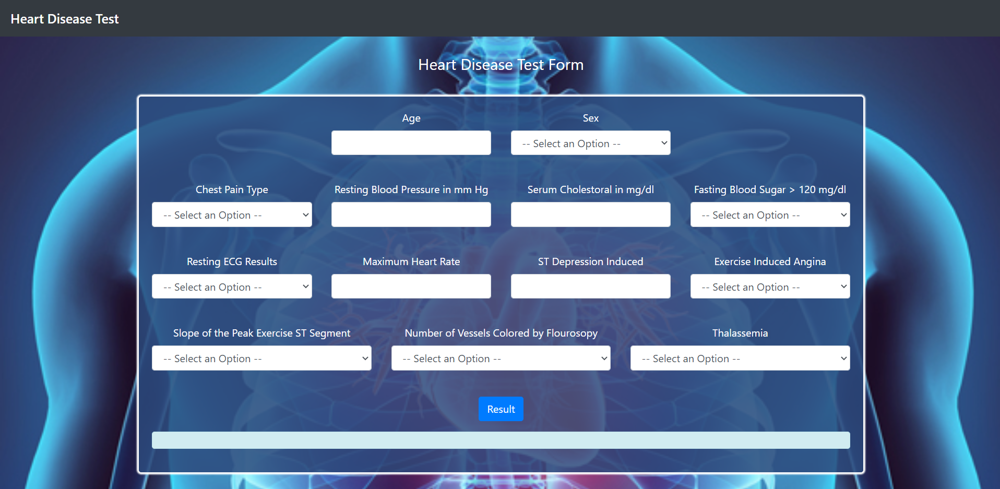 Heart Disease Test
Heart Disease Test Form
Age Sex
-- Select an Option --
Chest Pain Type Resting Blood Pressure in mm Hg Serum Cholestoral in mg/dl Fasting Blood Sugar > 120 mg/dl
-- Select an Option -- -- Select an Option --
Resting ECG Results Maximum Heart Rate ST Depression Induced Exercise Induced Angina
-- Select an Option -- -- Select an Option --
Slope of the Peak Exercise ST Segment Number of Vessels Colored by Flourosopy Thalassemia
-- Select an Option -- -- Select an Option -- -- Select an Option --
Result